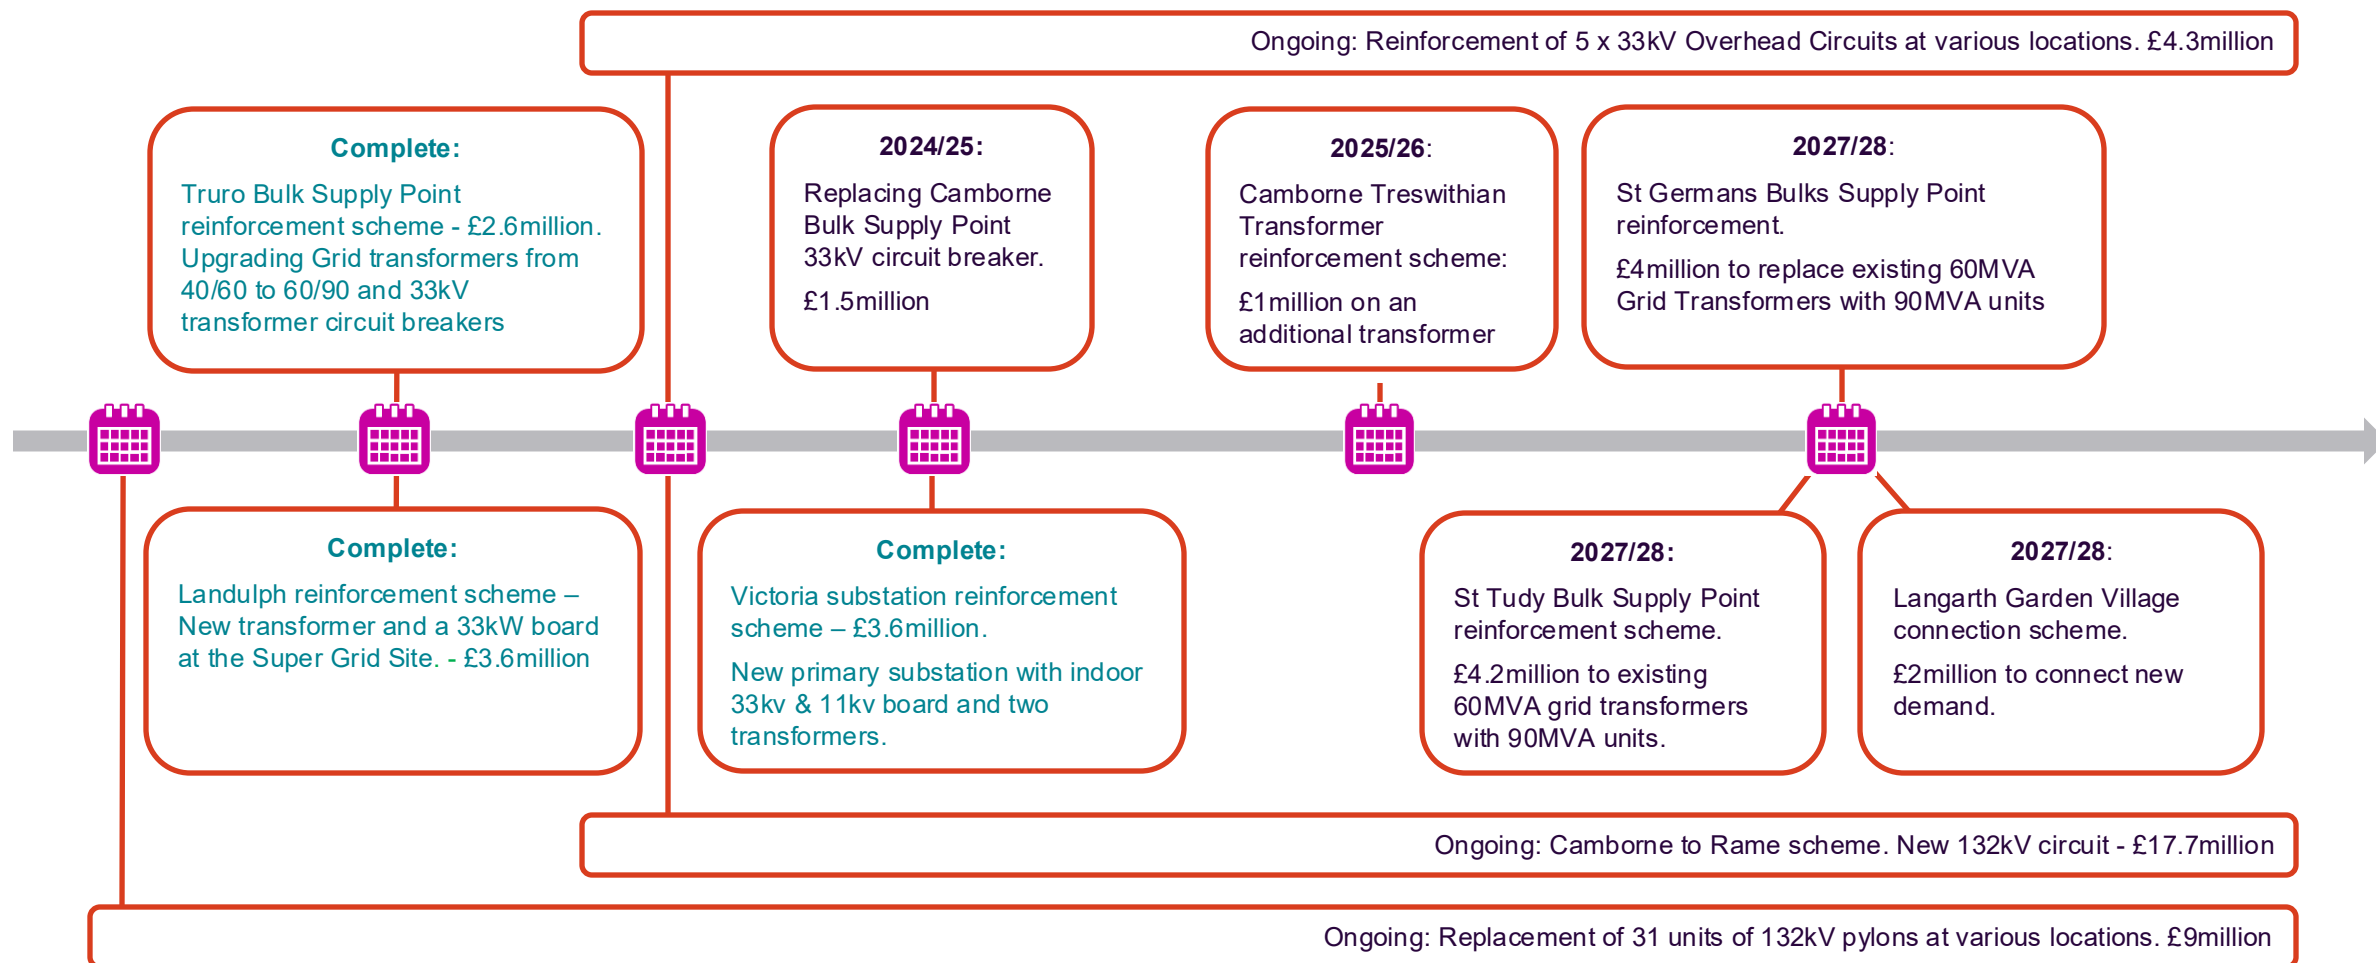 Ongoing: Reinforcement of 5 x 33kV Overhead Circuits at various locations. £4.3million
Complete:
Truro Bulk Supply Point
reinforcement scheme - £2.6million.
Upgrading Grid transformers from
40/60 to 60/90 and 33kV
transformer circuit breakers
2024/25:
Replacing Camborne
Bulk Supply Point
33kV circuit breaker.
£1.5million
2025/26:
Camborne Treswithian
Transformer
reinforcement scheme:
£1million on an
additional transformer
2027/28:
St Germans Bulks Supply Point
reinforcement.
£4million to replace existing 60MVA
Grid Transformers with 90MVA units
Complete:
Landulph reinforcement scheme –
New transformer and a 33kW board
at the Super Grid Site. - £3.6million
Complete:
Victoria substation reinforcement
scheme – £3.6million.
New primary substation with indoor
33kv & 11kv board and two
transformers.
2027/28:
St Tudy Bulk Supply Point
reinforcement scheme.
£4.2million to existing
60MVA grid transformers
with 90MVA units.
2027/28:
Langarth Garden Village
connection scheme.
£2million to connect new
demand.
Ongoing: Camborne to Rame scheme. New 132kV circuit - £17.7million
Ongoing: Replacement of 31 units of 132kV pylons at various locations. £9million